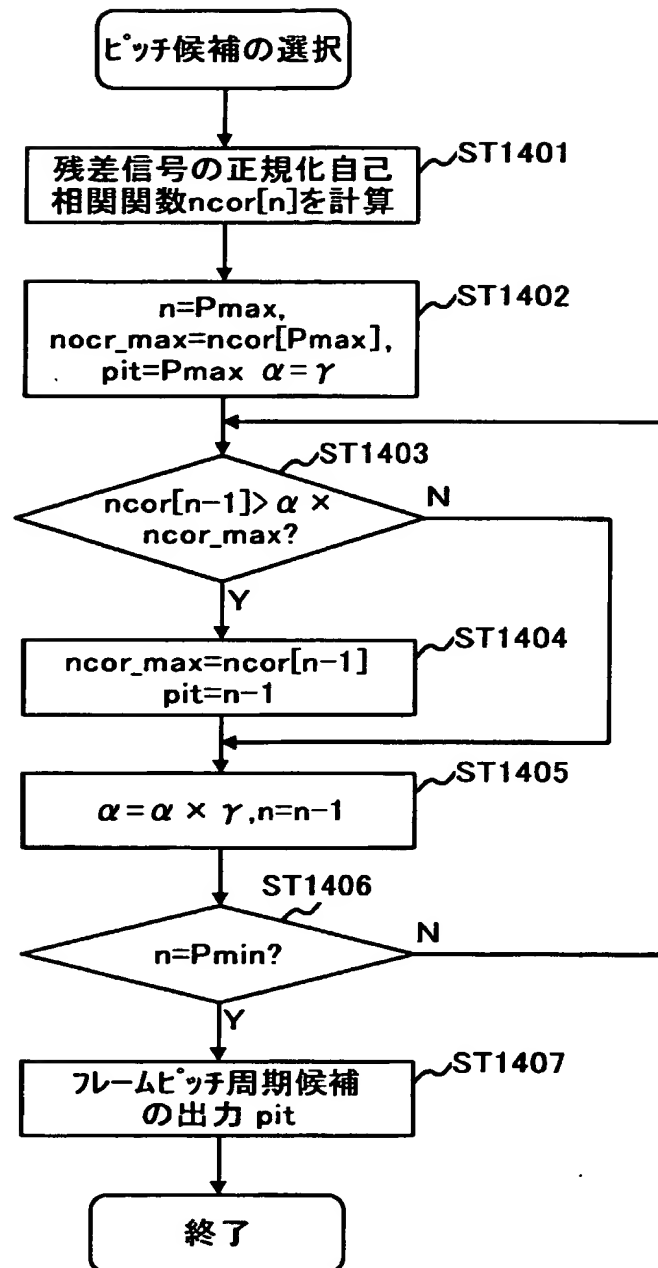 ピッチ候補の選択
残差信号の正規化自己
相関関数ncor[n]を計算
ST1401
n=Pmax,
nocr_max=ncor[Pmax],
pit=Pmax α=γ
ST1402
ST1403
ncor[n-1]> α ×
ncor_max?
N
Y
ncor_max=ncor[n-1]
pit=n-1
ST1404
α=α × γ,n=n-1
ST1405
ST1406
n=Pmin?
N
Y
フレームピッチ周期候補
の出力 pit
ST1407
終了